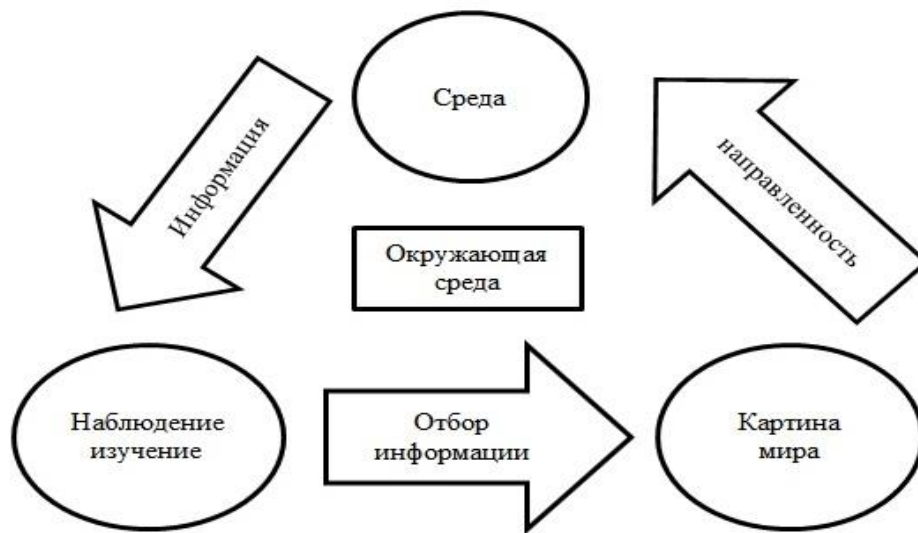 Среда
Информация
направленность
Окружающая
среда
Наблюдение
изучение
Отбор
информации
Картина
мира